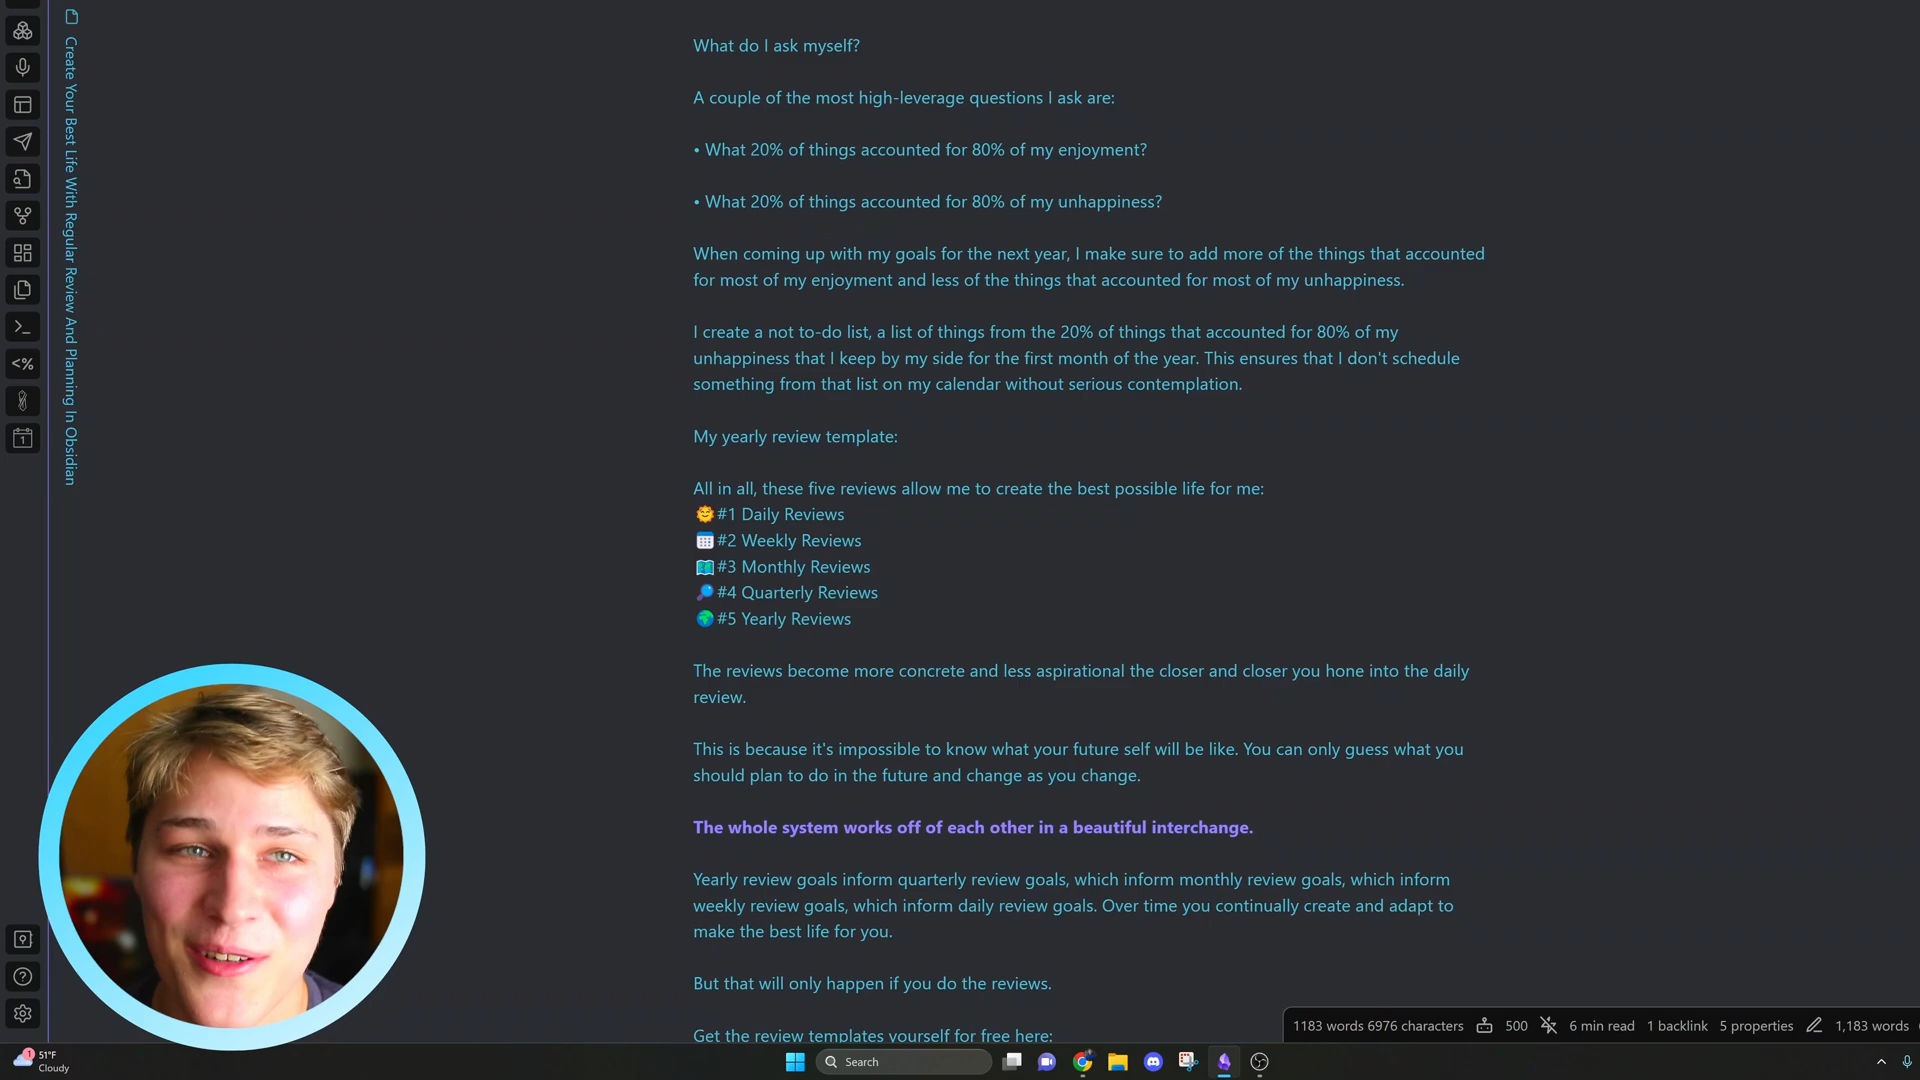 Create Your Best Life With Regular Review And Planning In Obsidian
What do I ask myself?
A couple of the most high-leverage questions I ask are:
• What 20% of things accounted for 80% of my enjoyment?
• What 20% of things accounted for 80% of my unhappiness?
When coming up with my goals for the next year, I make sure to add more of the things that accounted
for most of my enjoyment and less of the things that accounted for most of my unhappiness.
I create a not to-do list, a list of things from the 20% of things that accounted for 80% of my
unhappiness that I keep by my side for the first month of the year. This ensures that I don't schedule
something from that list on my calendar without serious contemplation.
My yearly review template:
All in all, these five reviews allow me to create the best possible life for me:
#1 Daily Reviews
#2 Weekly Reviews
#3 Monthly Reviews
#4 Quarterly Reviews
#5 Yearly Reviews
The reviews become more concrete and less aspirational the closer and closer you hone into the daily
review.
This is because it's impossible to know what your future self will be like. You can only guess what you
should plan to do in the future and change as you change.
The whole system works off of each other in a beautiful interchange.
Yearly review goals inform quarterly review goals, which inform monthly review goals, which inform
weekly review goals, which inform daily review goals. Over time you continually create and adapt to
make the best life for you.
But that will only happen if you do the reviews.
Get the review templates yourself for free here:
1183 words 6976 characters 500 6 min read 1 backlink 5 properties 1,183 words
1 51°F
Cloudy
Search
<%
1